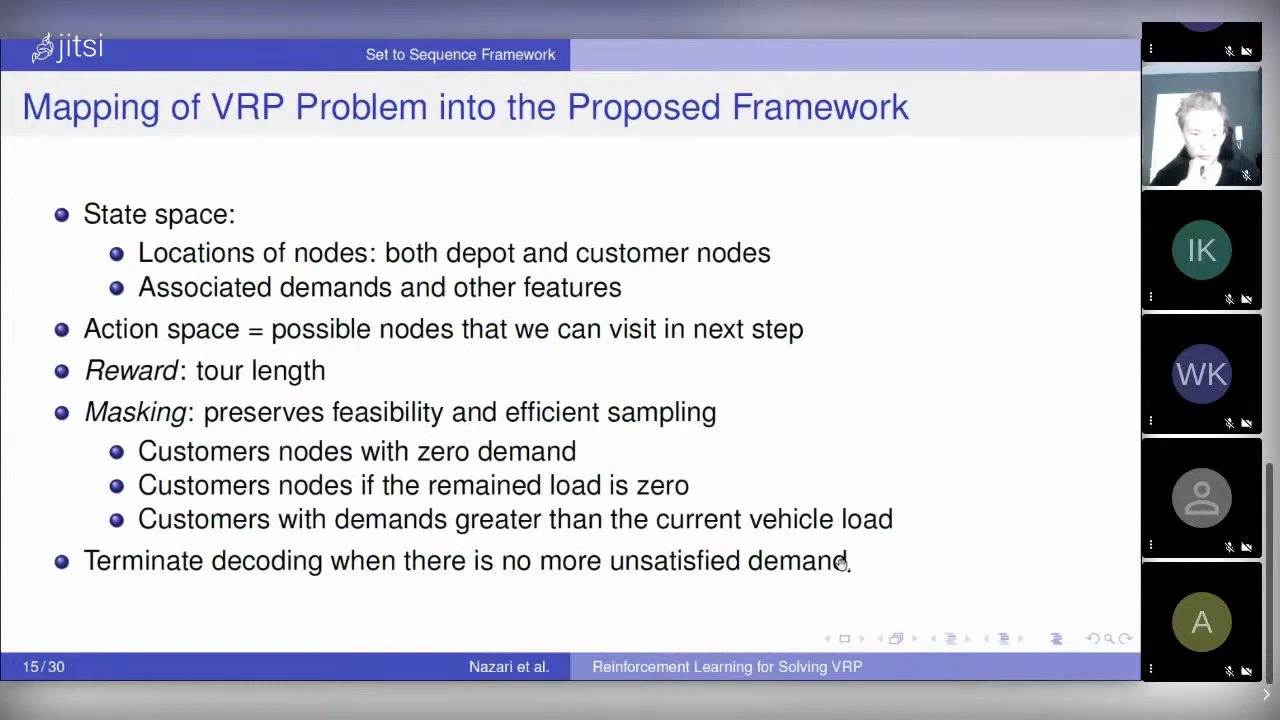 jitsi
Set to Sequence Framework
Mapping of VRP Problem into the Proposed Framework
State space:
Locations of nodes: both depot and customer nodes
Associated demands and other features
Action space = possible nodes that we can visit in next step
Reward: tour length
Masking: preserves feasibility and efficient sampling
Customers nodes with zero demand
Customers nodes if the remained load is zero
Customers with demands greater than the current vehicle load
Terminate decoding when there is no more unsatisfied demand.
15/30
Nazari et al.
Reinforcement Learning for Solving VRP
IK
WK
A